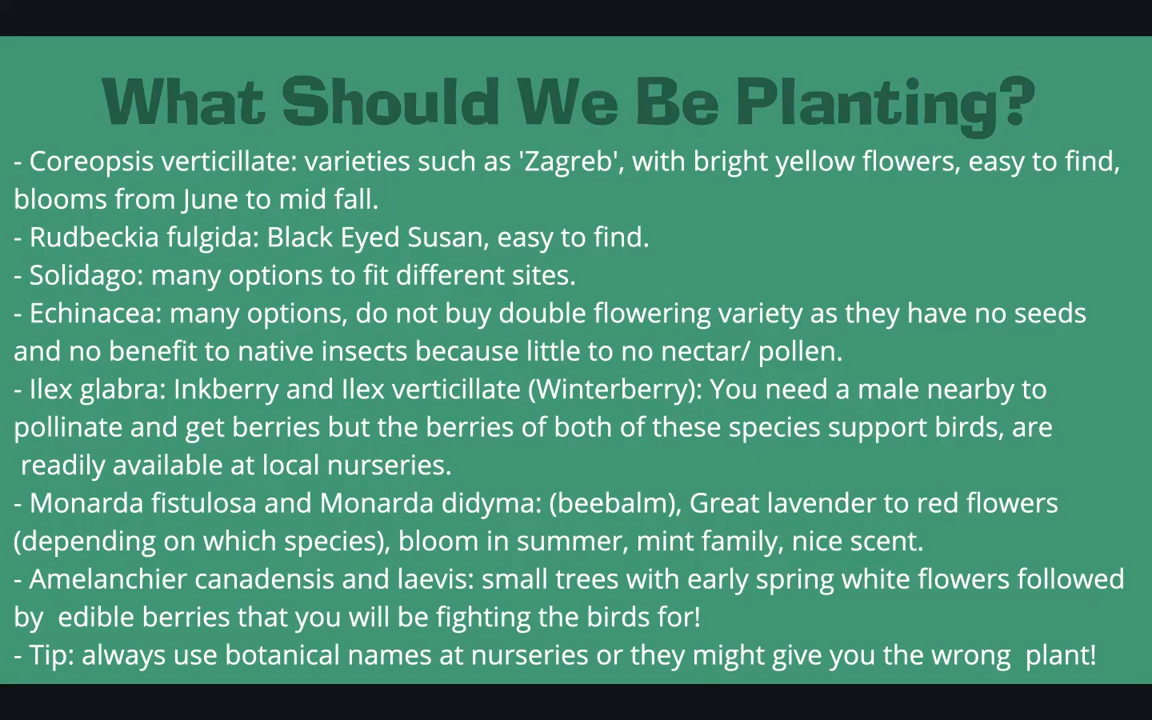 What Should We Be Planting?
- Coreopsis verticillate: varieties such as 'Zagreb', with bright yellow flowers, easy to find,
blooms from June to mid fall.
- Rudbeckia fulgida: Black Eyed Susan, easy to find.
- Solidago: many options to fit different sites.
- Echinacea: many options, do not buy double flowering variety as they have no seeds
and no benefit to native insects because little to no nectar/ pollen.
- Ilex glabra: Inkberry and Ilex verticillate (Winterberry): You need a male nearby to
pollinate and get berries but the berries of both of these species support birds, are
readily available at local nurseries.
- Monarda fistulosa and Monarda didyma: (beebalm), Great lavender to red flowers
(depending on which species), bloom in summer, mint family, nice scent.
- Amelanchier canadensis and laevis: small trees with early spring white flowers followed
by  edible berries that you will be fighting the birds for!
- Tip: always use botanical names at nurseries or they might give you the wrong  plant!